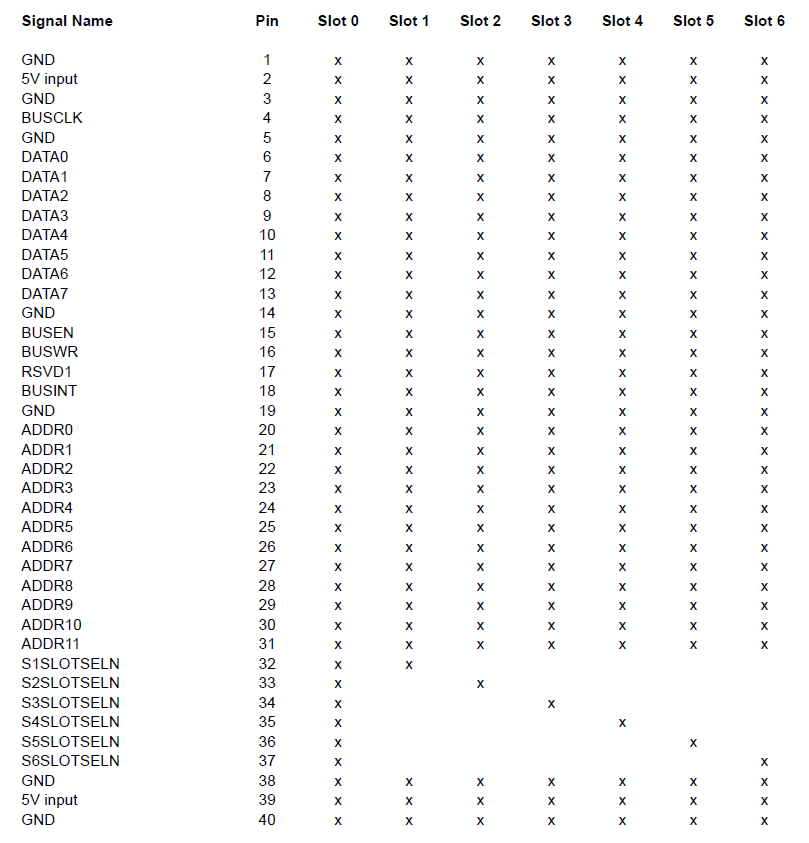 Signal Name Pin Slot 0 Slot 1 Slot 2 Slot 3 Slot 4 Slot 5 Slot 6
GND 1 x x x x x x x
5V input 2 x x x x x x x
GND 3 x x x x x x x
BUSCLK 4 x x x x x x x
GND 5 x x x x x x x
DATA0 6 x x x x x x x
DATA1 7 x x x x x x x
DATA2 8 x x x x x x x
DATA3 9 x x x x x x x
DATA4 10 x x x x x x x
DATA5 11 x x x x x x x
DATA6 12 x x x x x x x
DATA7 13 x x x x x x x
GND 14 x x x x x x x
BUSEN 15 x x x x x x x
BUSWR 16 x x x x x x x
RSVD1 17 x x x x x x x
BUSINT 18 x x x x x x x
GND 19 x x x x x x x
ADDR0 20 x x x x x x x
ADDR1 21 x x x x x x x
ADDR2 22 x x x x x x x
ADDR3 23 x x x x x x x
ADDR4 24 x x x x x x x
ADDR5 25 x x x x x x x
ADDR6 26 x x x x x x x
ADDR7 27 x x x x x x x
ADDR8 28 x x x x x x x
ADDR9 29 x x x x x x x
ADDR10 30 x x x x x x x
ADDR11 31 x x x x x x x
S1SLOTSELN 32 x x
S2SLOTSELN 33 x x
S3SLOTSELN 34 x x
S4SLOTSELN 35 x x
S5SLOTSELN 36 x x
S6SLOTSELN 37 x x
GND 38 x x x x x x x
5V input 39 x x x x x x x
GND 40 x x x x x x x